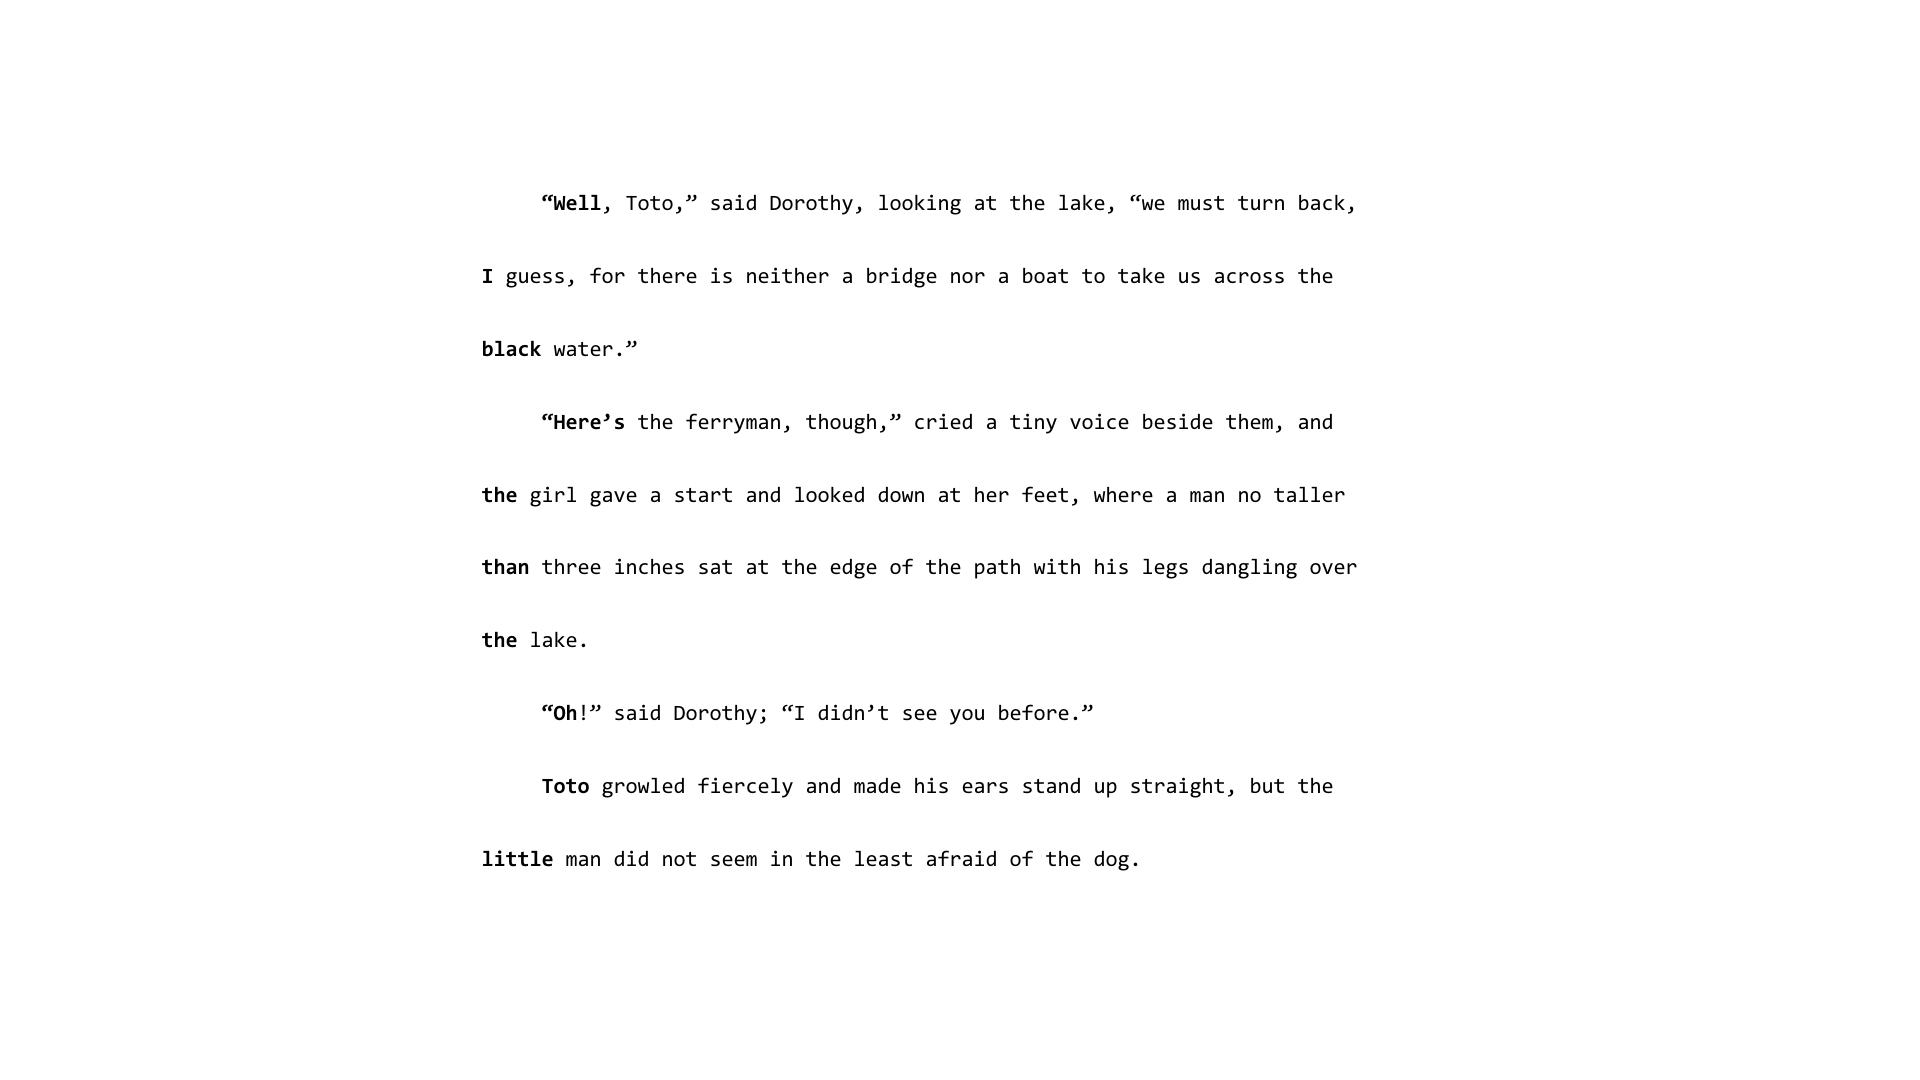 “Well, Toto,” said Dorothy, looking at the lake, “we must turn back,
I guess, for there is neither a bridge nor a boat to take us across the
black water.”
“Here’s the ferryman, though,” cried a tiny voice beside them, and
the girl gave a start and looked down at her feet, where a man no taller
than three inches sat at the edge of the path with his legs dangling over
the lake.
“Oh!” said Dorothy; “I didn’t see you before.”
Toto growled fiercely and made his ears stand up straight, but the
little man did not seem in the least afraid of the dog.